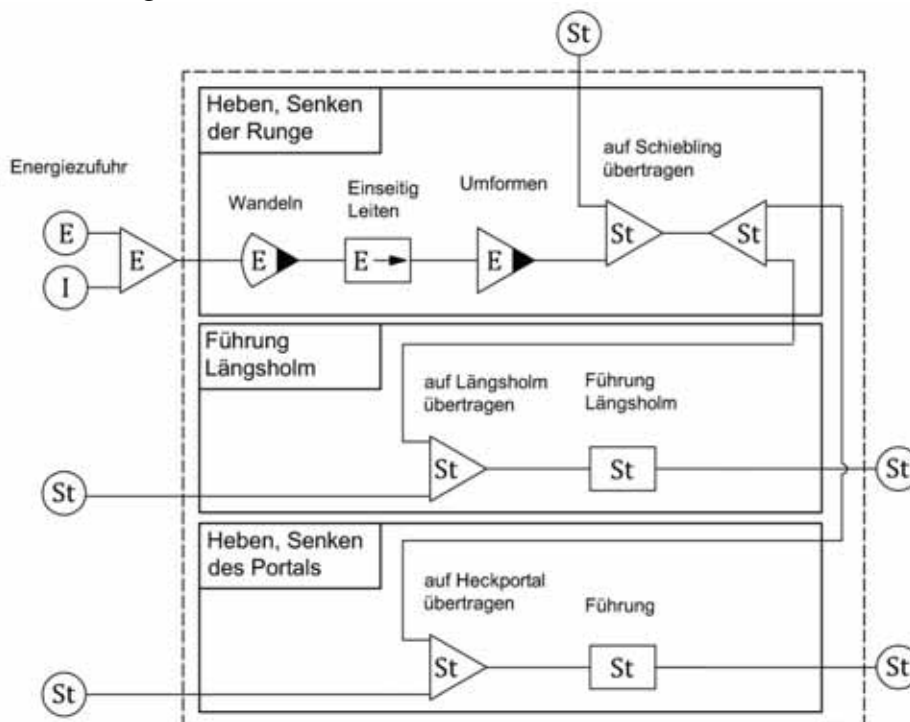 St
Heben, Senken
der Runge
auf Schiebling
übertragen
Energiezufuhr
Umformen
Einseitig
Leiten
Wandeln
E
I
E
E
E
E
St
St
Führung
Längsholm
auf Längsholm
übertragen
Führung
Längsholm
St
St
St
St
Heben, Senken
des Portals
auf Heckportal
übertragen
Führung
St
St
St
St